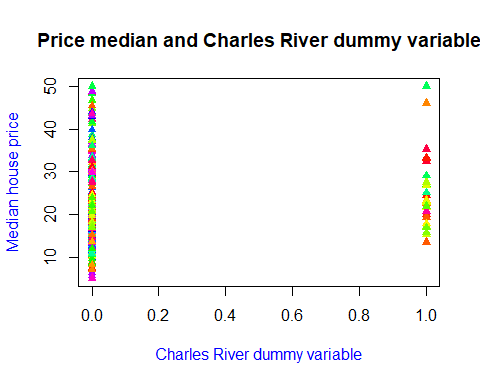 Price median and Charles River dummy variable
50
40
30
20
10
Median house price
0.0 0.2 0.4 0.6 0.8 1.0
Charles River dummy variable